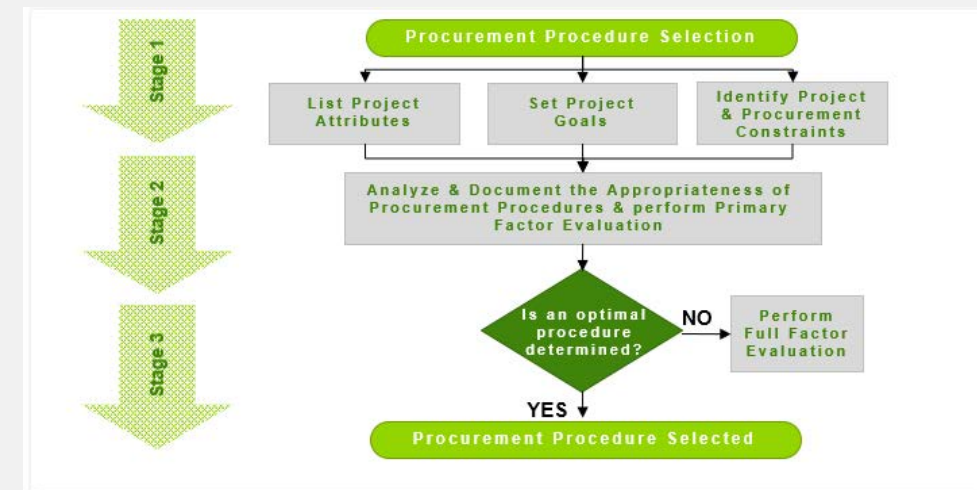 Stage 1
Procurement Procedure Selection
List Project
Attributes
Set Project
Goals
Identify Project
& Procurement
Constraints
Stage 2
Analyze & Document the Appropriateness of
Procurement Procedures & perform Primary
Factor Evaluation
Stage 3
Is an optimal
procedure
determined?
NO
Perform
Full Factor
Evaluation
YES
Procurement Procedure Selected